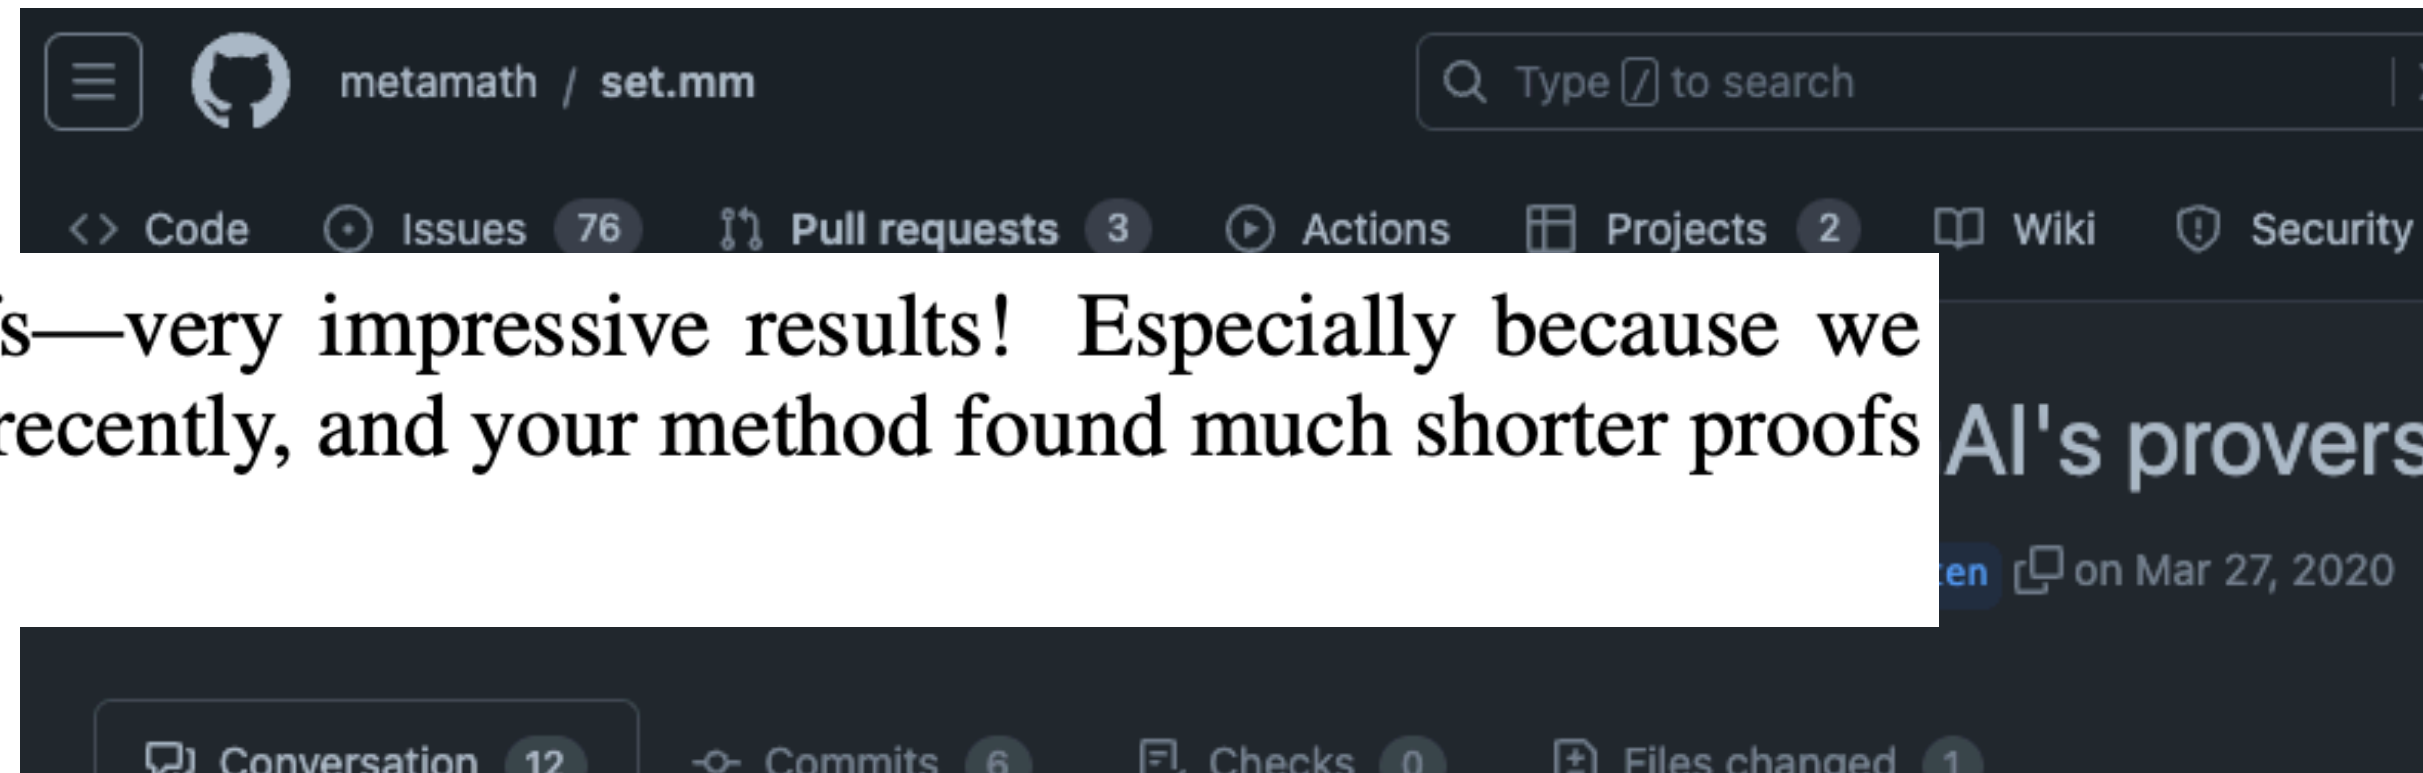 metamath / set.mm
Type / to search
Code Issues 76 Pull requests 3 Actions Projects 2 Wiki Security
s—very impressive results! Especially because we
recently, and your method found much shorter proofs
AI's provers
en on Mar 27, 2020
Conversation 12 Commits 6 Checks 0 Files changed 1